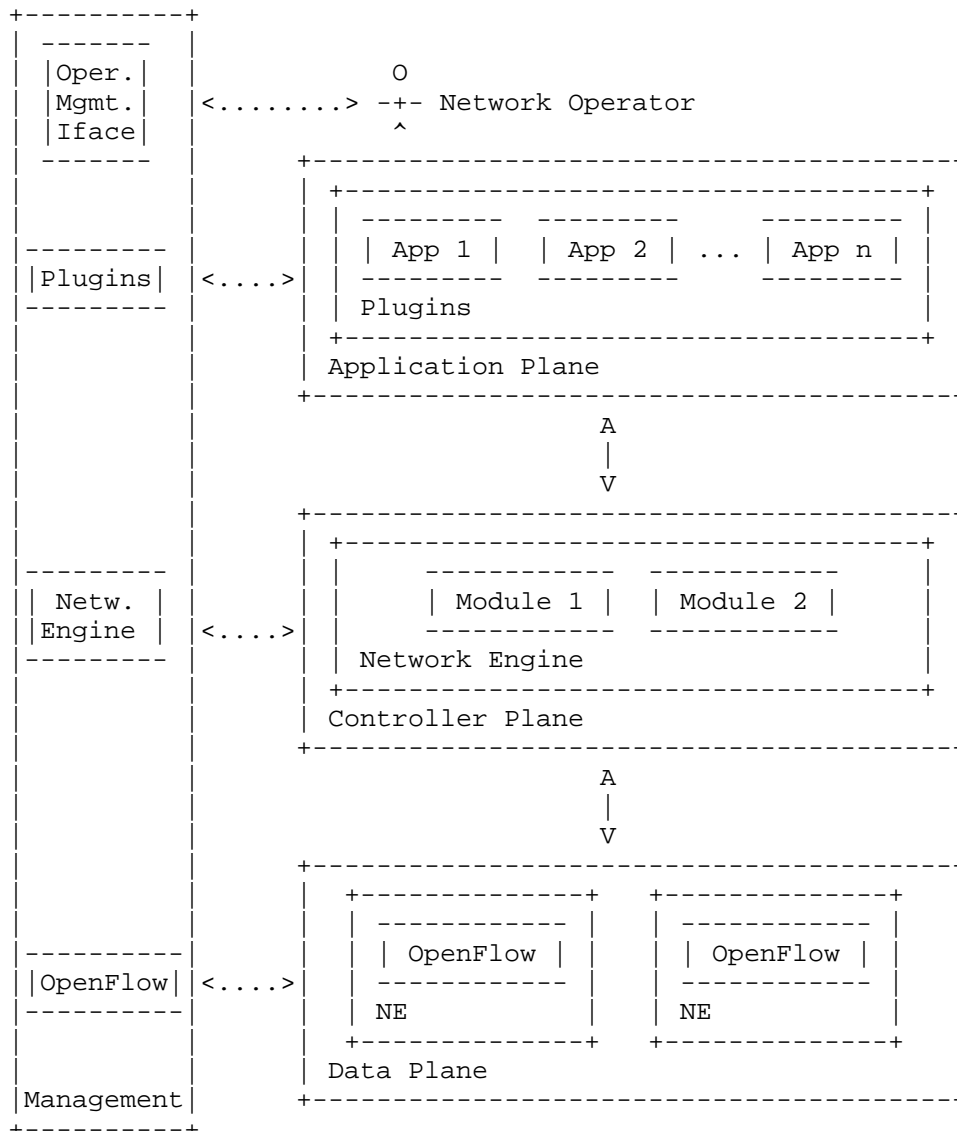 Oper.
Mgmt. <........> -+- Network Operator
Iface
App 1 App 2 ... App n
Plugins <....>
Plugins
Application Plane
A
V
Module 1 Module 2
Netw.
Engine <....>
Network Engine
Controller Plane
A
V
OpenFlow OpenFlow
OpenFlow <....>
NE NE
Data Plane
Management